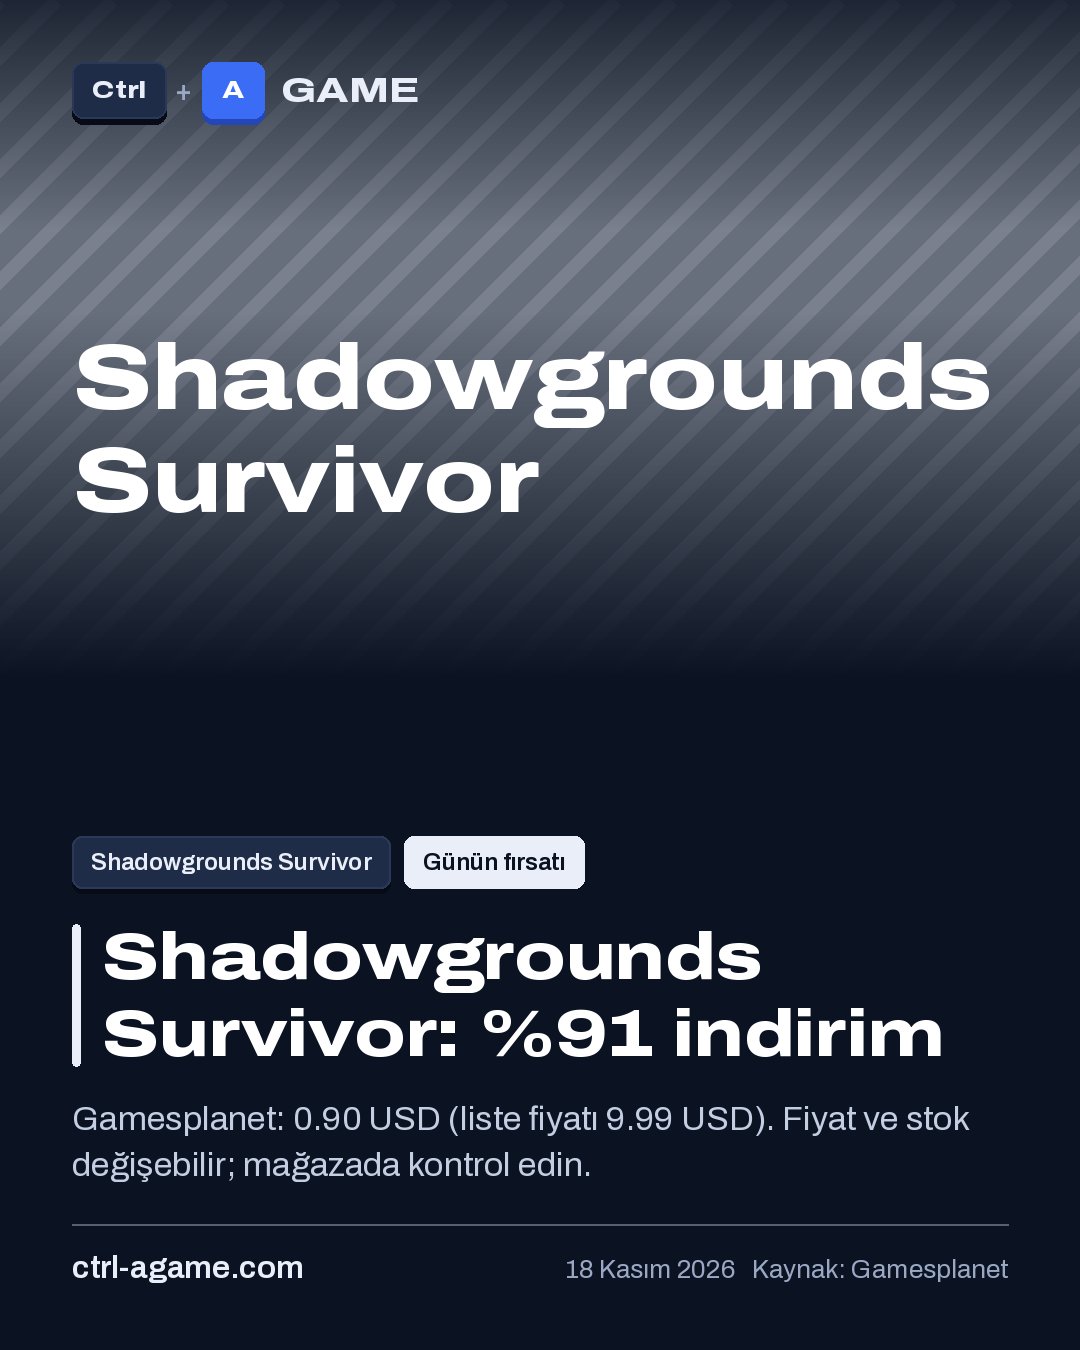 Ctrl + A GAME
Shadowgrounds
Survivor
Shadowgrounds Survivor Günün fırsatı
Shadowgrounds
Survivor: %91 indirim
Gamesplanet: 0.90 USD (liste fiyatı 9.99 USD). Fiyat ve stok
değişebilir; mağazada kontrol edin.
ctrl-agame.com 18 Kasım 2026 Kaynak: Gamesplanet